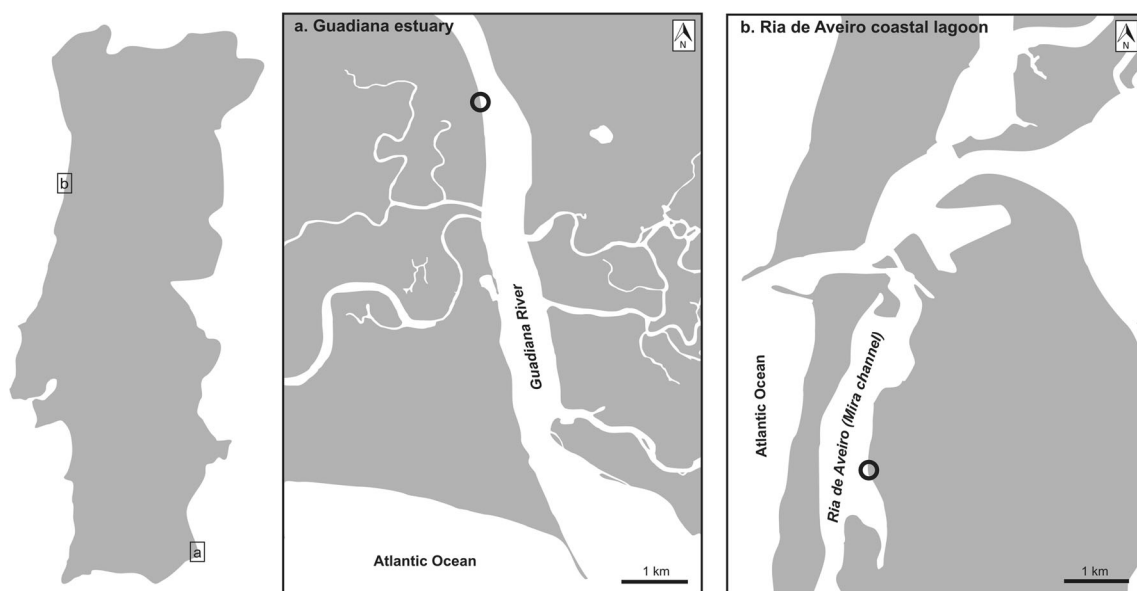 b
a
a. Guadiana estuary
N
Guadiana River
Atlantic Ocean
1 km
b. Ria de Aveiro coastal lagoon
N
Atlantic Ocean
Ria de Aveiro (Mira channel)
1 km